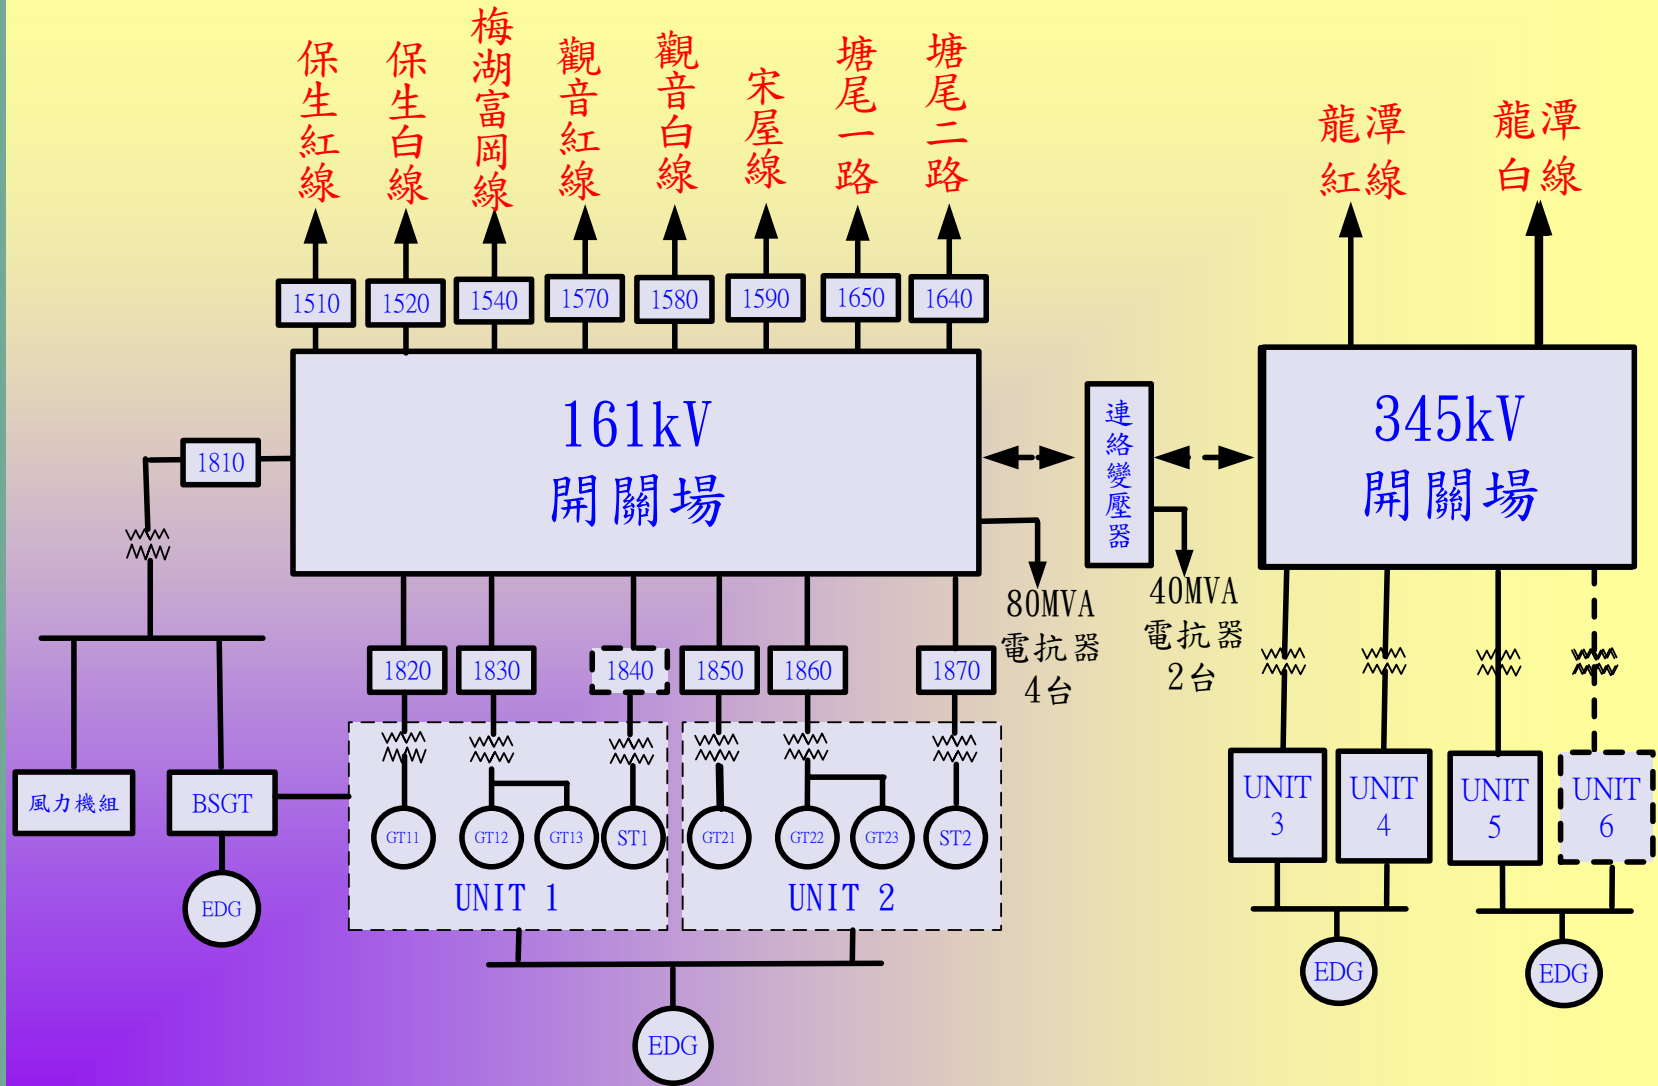 保生紅線
保生白線
梅湖富岡線
觀音紅線
觀音白線
宋屋線
塘尾一路
塘尾二路
龍潭
紅線
龍潭
白線
1510
1520
1540
1570
1580
1590
1650
1640
161kV
開關場
連絡變壓器
345kV
開關場
1810
80MVA
電抗器
4台
40MVA
電抗器
2台
1820
1830
1840
1850
1860
1870
風力機組
BSGT
EDG
GT11
GT12
GT13
ST1
UNIT 1
GT21
GT22
GT23
ST2
UNIT 2
EDG
UNIT
3
UNIT
4
UNIT
5
UNIT
6
EDG
EDG